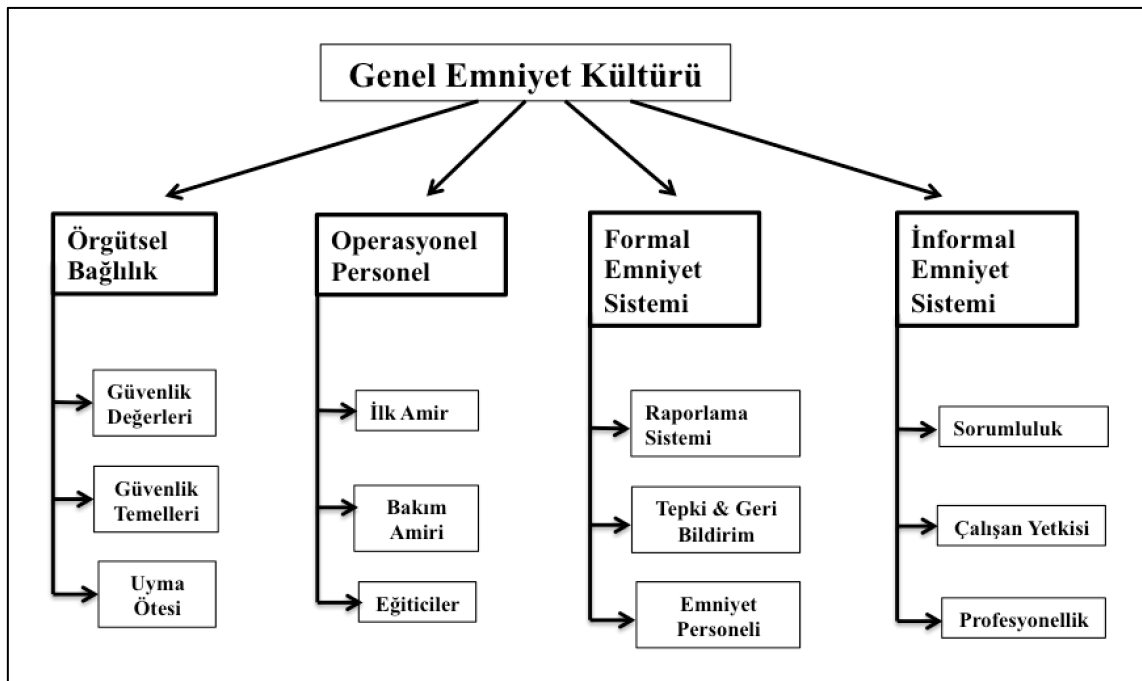 Genel Emniyet Kültürü
Örgütsel
Bağlılık
Güvenlik
Değerleri
Güvenlik
Temelleri
Uyma
Ötesi
Operasyonel
Personel
İlk Amir
Bakım
Amiri
Eğiticiler
Formal
Emniyet
Sistemi
Raporlama
Sistemi
Tepki & Geri
Bildirim
Emniyet
Personeli
İnformal
Emniyet
Sistemi
Sorumluluk
Çalışan Yetkisi
Profesyonellik